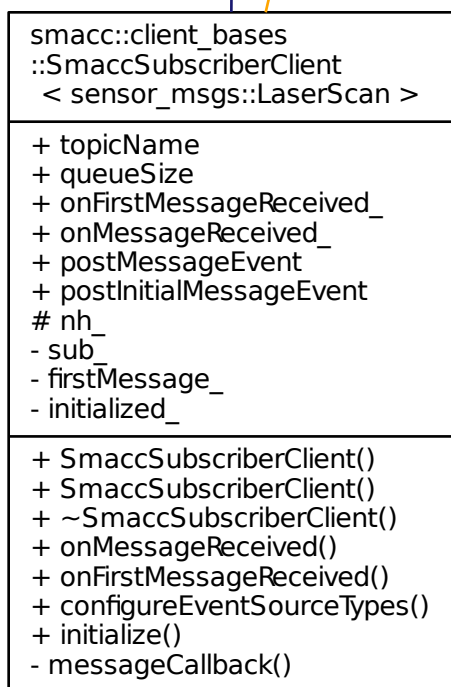 smacc::client_bases
::SmaccSubscriberClient
< sensor_msgs::LaserScan >
+ topicName
+ queueSize
+ onFirstMessageReceived_
+ onMessageReceived_
+ postMessageEvent
+ postInitialMessageEvent
# nh_
- sub_
- firstMessage_
- initialized_
+ SmaccSubscriberClient()
+ SmaccSubscriberClient()
+ ~SmaccSubscriberClient()
+ onMessageReceived()
+ onFirstMessageReceived()
+ configureEventSourceTypes()
+ initialize()
- messageCallback()